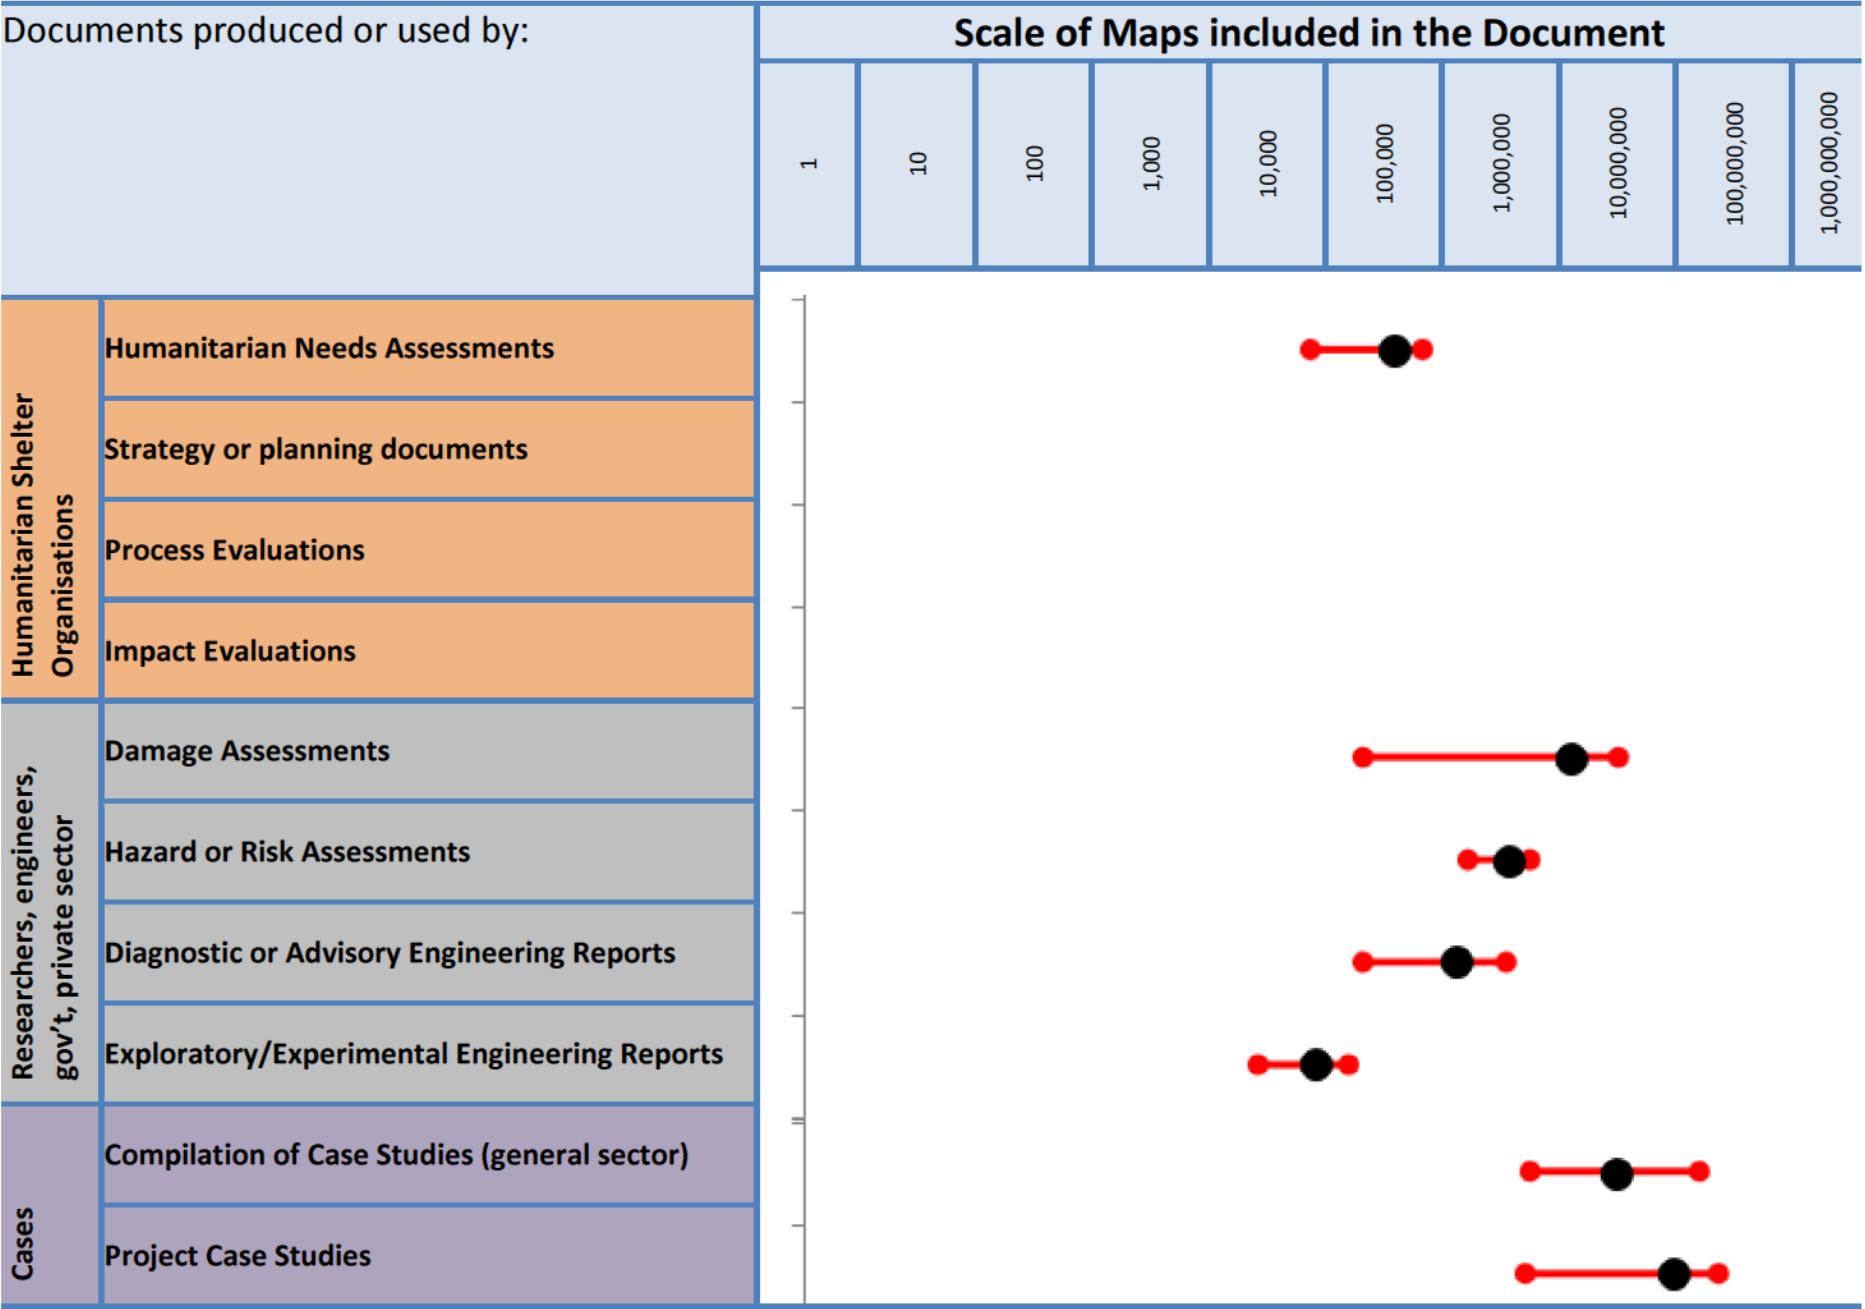 Documents produced or used by:
Scale of Maps included in the Document
1
10
100
1,000
10,000
100,000
1,000,000
10,000,000
100,000,000
1,000,000,000
Humanitarian Shelter
Organisations
Humanitarian Needs Assessments
Strategy or planning documents
Process Evaluations
Impact Evaluations
Researchers, engineers,
gov't, private sector
Damage Assessments
Hazard or Risk Assessments
Diagnostic or Advisory Engineering Reports
Exploratory/Experimental Engineering Reports
Cases
Compilation of Case Studies (general sector)
Project Case Studies